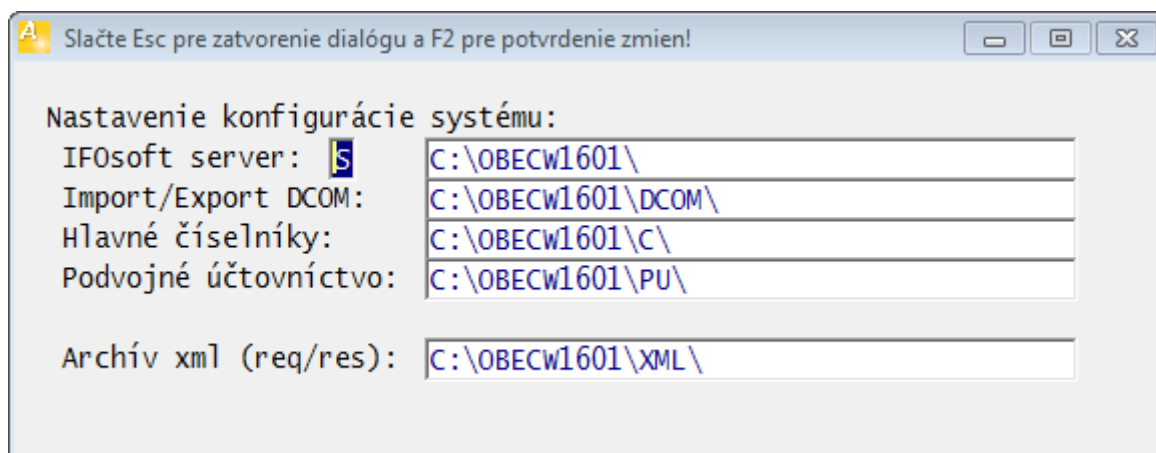 Slačte Esc pre zatvorenie dialógu a F2 pre potvrdenie zmien!
Nastavenie konfigurácie systému:
IFOsoft server: S C:\OBECW1601\
Import/Export DCOM: C:\OBECW1601\DCOM\
Hlavné číselníky: C:\OBECW1601\C\
Podvojné účtovníctvo: C:\OBECW1601\PU\
Archív xml (req/res): C:\OBECW1601\XML\